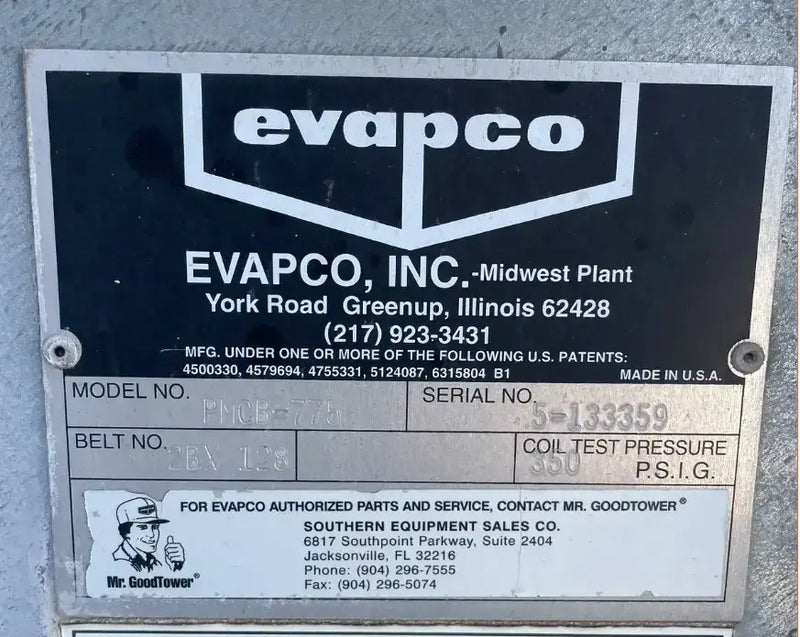 evapco
EVAPCO, INC.-Midwest Plant
York Road Greenup, Illinois 62428
(217) 923-3431
MFG. UNDER ONE OR MORE OF THE FOLLOWING U.S. PATENTS:
4500330, 4579694, 4755331, 5124087, 6315804 B1 MADE IN U.S.A.
MODEL NO. PMCB-775 SERIAL NO. 5-133359
BELT NO. 2BX 128 COIL TEST PRESSURE
350 P.S.I.G.
FOR EVAPCO AUTHORIZED PARTS AND SERVICE, CONTACT MR. GOODTOWER®
SOUTHERN EQUIPMENT SALES CO.
6817 Southpoint Parkway, Suite 2404
Jacksonville, FL 32216
Phone: (904) 296-7555
Fax: (904) 296-5074
Mr. GoodTower®